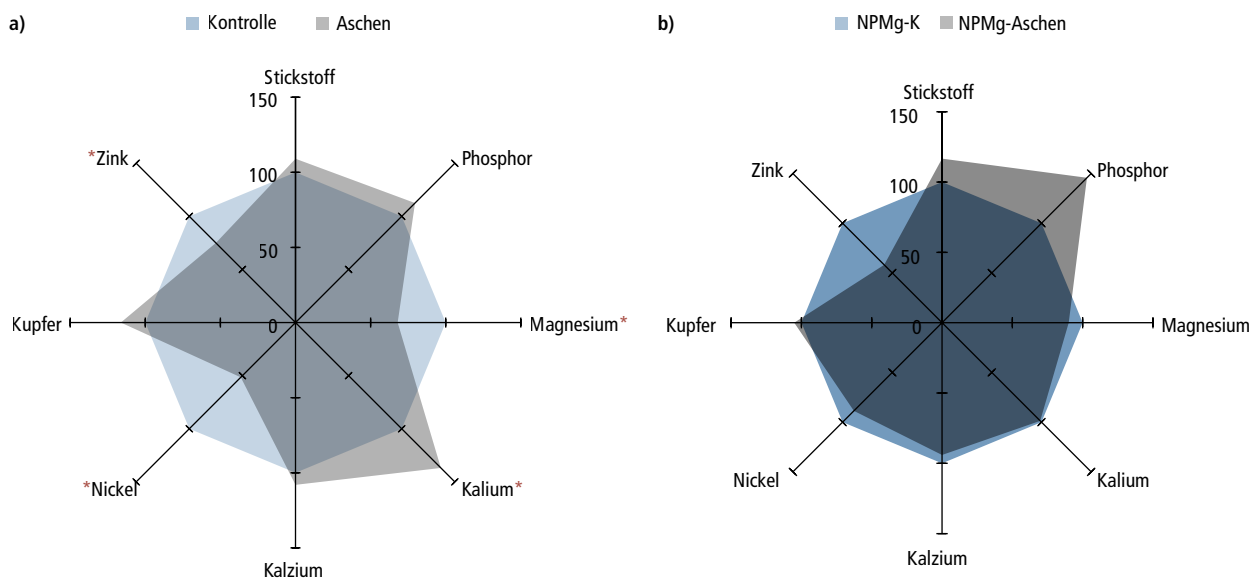 a)
Kontrolle Aschen
Stickstoff
150
100
50
0
Phosphor
Magnesium*
Kalium*
Kalzium
*Nickel
Kupfer
*Zink
b)
NPMg-K NPMg-Aschen
Stickstoff
150
100
50
0
Phosphor
Magnesium
Kalium
Kalzium
Nickel
Kupfer
Zink